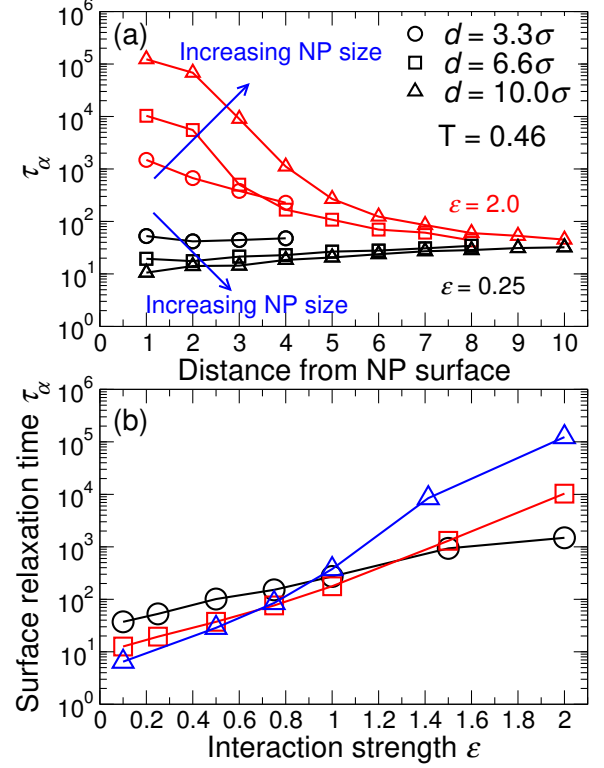 (a)
Increasing NP size
d = 3.3σ
d = 6.6σ
d = 10.0σ
T = 0.46
ε = 2.0
ε = 0.25
Increasing NP size
τα
10^6
10^5
10^4
10^3
10^2
10^1
10^0
0 1 2 3 4 5 6 7 8 9 10
Distance from NP surface
(b)
Surface relaxation time τα
10^6
10^5
10^4
10^3
10^2
10^1
10^0
0 0.2 0.4 0.6 0.8 1 1.2 1.4 1.6 1.8 2
Interaction strength ε